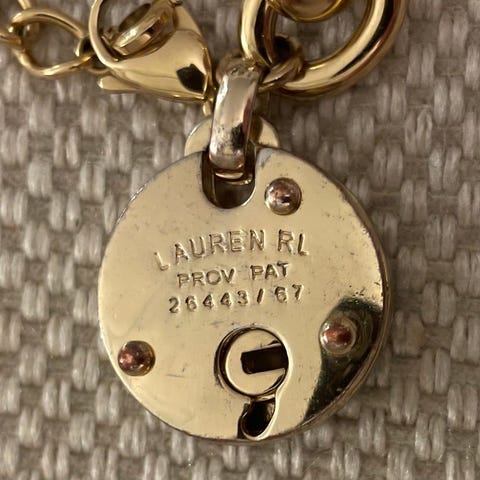 LAUREN RL
PROV PAT
26443/67